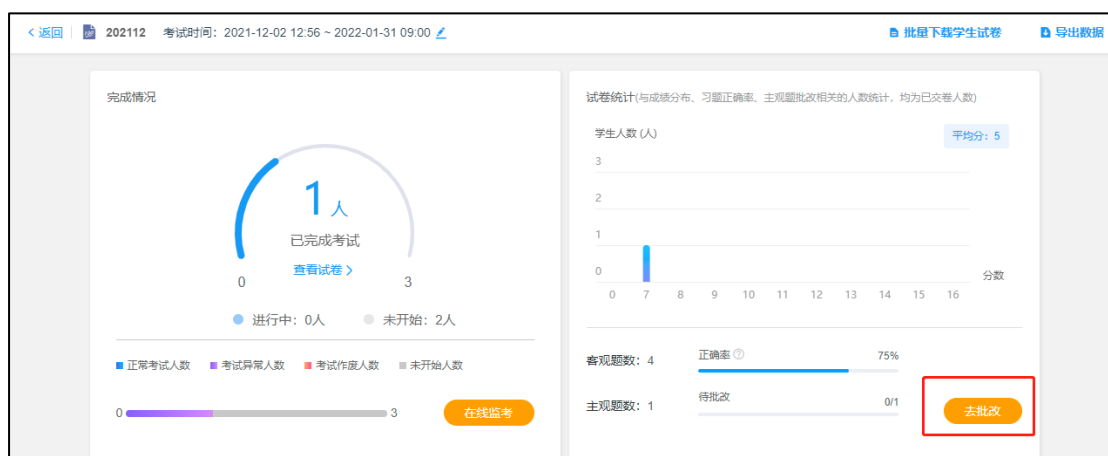 返回 202112 考试时间：2021-12-02 12:56 ~ 2022-01-31 09:00 批量下载学生试卷 导出数据
完成情况
1 人
已完成考试
查看试卷
0 3
进行中：0人 未开始：2人
正常考试人数 考试异常人数 考试作废人数 未开始人数
0 3 在线监考
试卷统计(与成绩分布、习题正确率、主观题批改相关的人数统计，均为已交卷人数)
学生人数 (人) 平均分：5
3
2
1
0
分数
0 7 8 9 10 11 12 13 14 15 16
客观题数：4 正确率 75%
主观题数：1 待批改 0/1 去批改